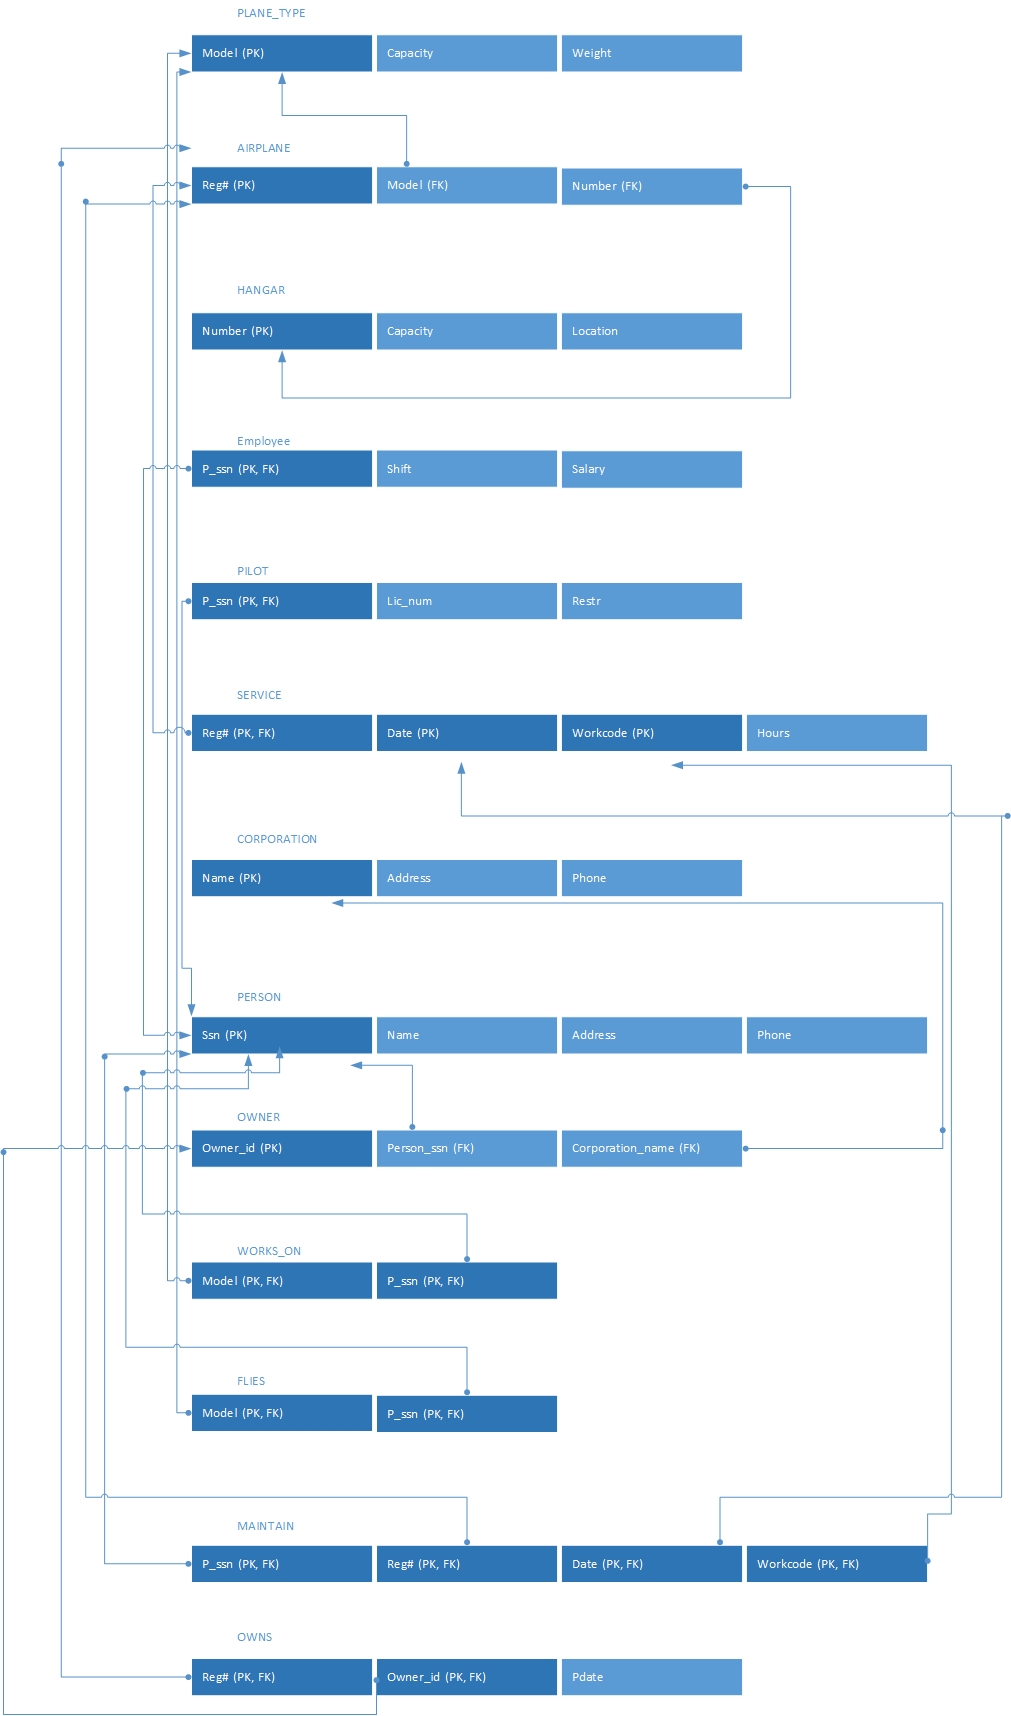 PLANE_TYPE
Model (PK) Capacity Weight
AIRPLANE
Reg# (PK) Model (FK) Number (FK)
HANGAR
Number (PK) Capacity Location
Employee
P_ssn (PK, FK) Shift Salary
PILOT
P_ssn (PK, FK) Lic_num Restr
SERVICE
Reg# (PK, FK) Date (PK) Workcode (PK) Hours
CORPORATION
Name (PK) Address Phone
PERSON
Ssn (PK) Name Address Phone
OWNER
Owner_id (PK) Person_ssn (FK) Corporation_name (FK)
WORKS_ON
Model (PK, FK) P_ssn (PK, FK)
FLIES
Model (PK, FK) P_ssn (PK, FK)
MAINTAIN
P_ssn (PK, FK) Reg# (PK, FK) Date (PK, FK) Workcode (PK, FK)
OWNS
Reg# (PK, FK) Owner_id (PK, FK) Pdate